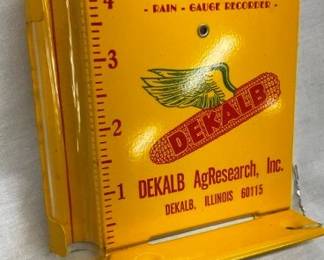 - RAIN - GAUGE RECORDER -
4
3
2
1
DEKALB
DEKALB AgResearch, Inc.
DEKALB, ILLINOIS 60115